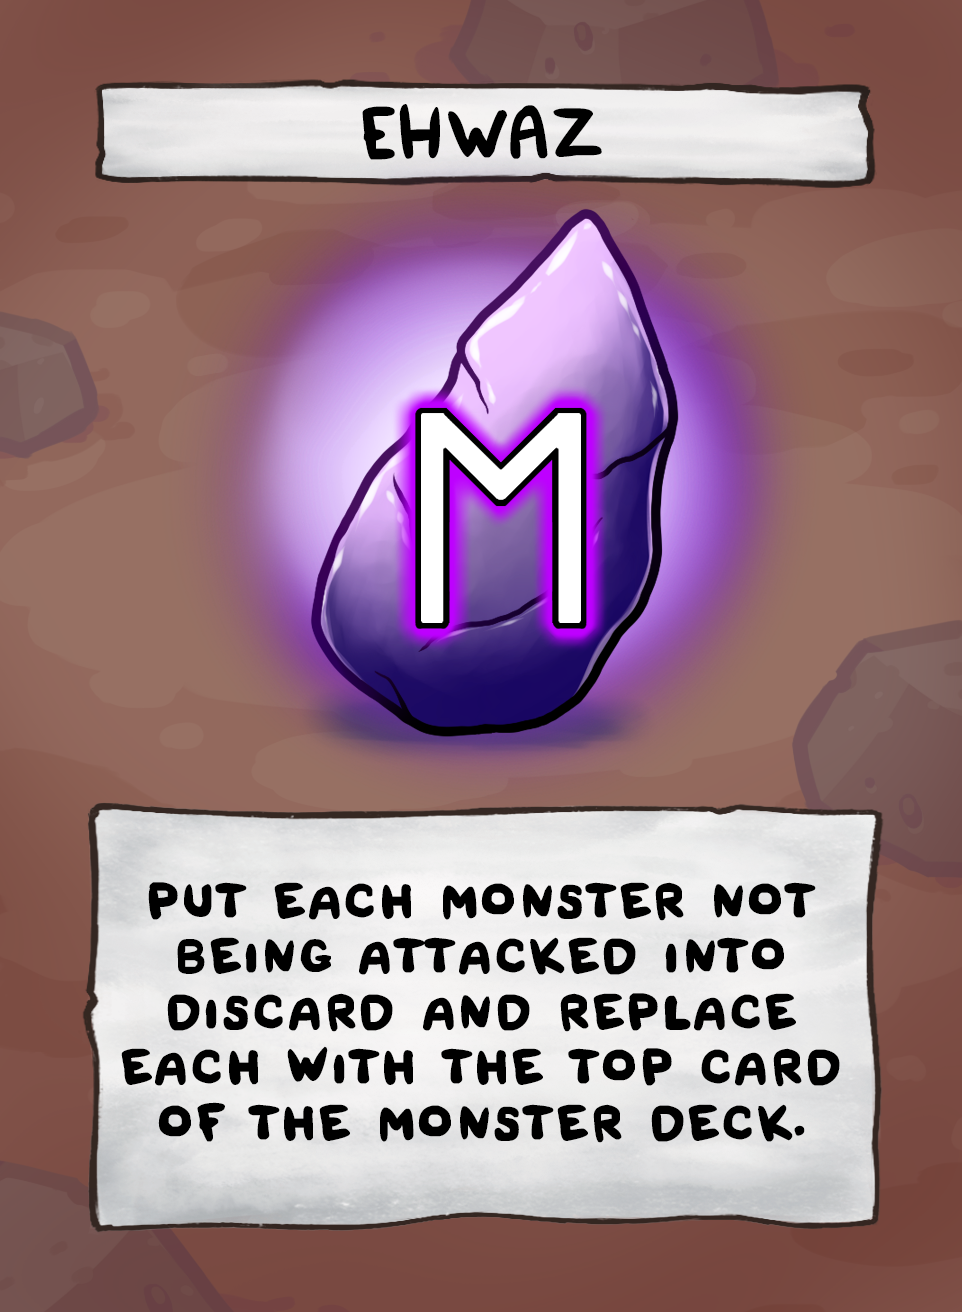 EHWAZ
ᛖ
PUT EACH MONSTER NOT
BEING ATTACKED INTO
DISCARD AND REPLACE
EACH WITH THE TOP CARD
OF THE MONSTER DECK.